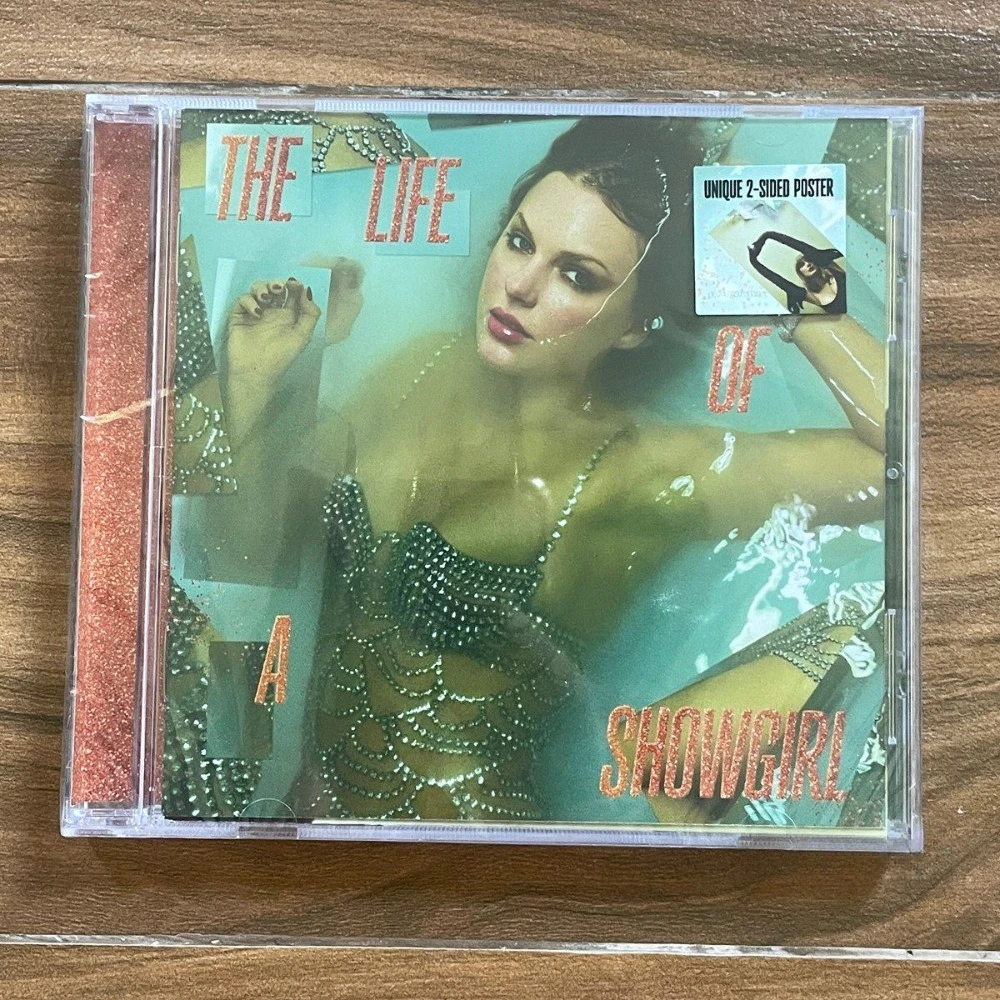 THE
LIFE
UNIQUE 2-SIDED POSTER
OF
A
SHOWGIRL